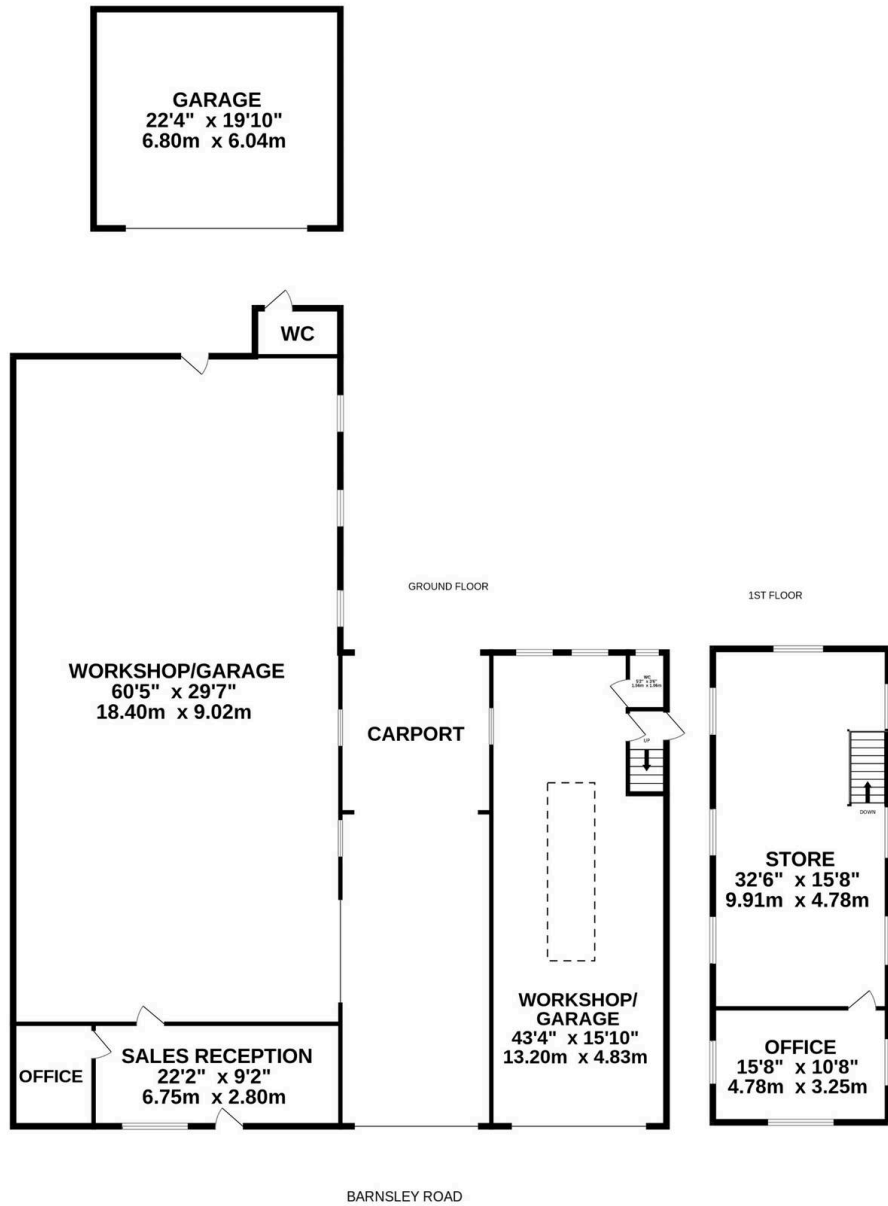 GARAGE
22'4" x 19'10"
6.80m x 6.04m
WC
GROUND FLOOR
1ST FLOOR
WORKSHOP/GARAGE
60'5" x 29'7"
18.40m x 9.02m
CARPORT
WC
UP
DOWN
STORE
32'6" x 15'8"
9.91m x 4.78m
WORKSHOP/
GARAGE
43'4" x 15'10"
13.20m x 4.83m
OFFICE
SALES RECEPTION
22'2" x 9'2"
6.75m x 2.80m
OFFICE
15'8" x 10'8"
4.78m x 3.25m
BARNSLEY ROAD